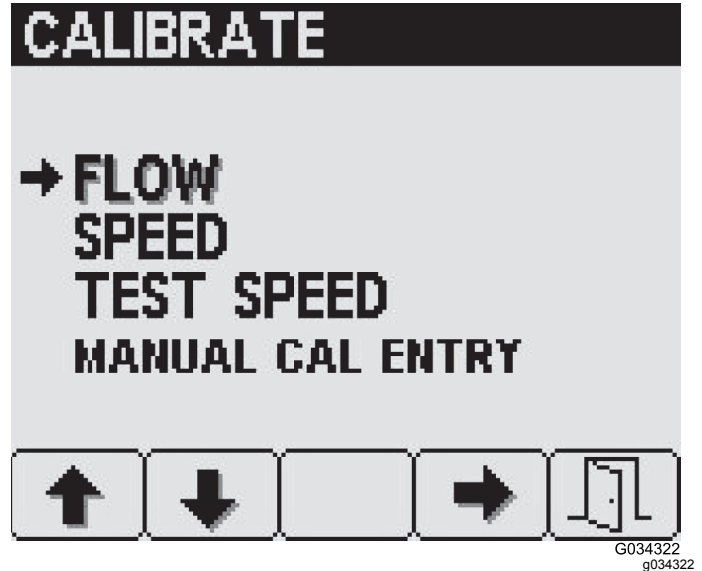 CALIBRATE
FLOW
SPEED
TEST SPEED
MANUAL CAL ENTRY
G034322
g034322